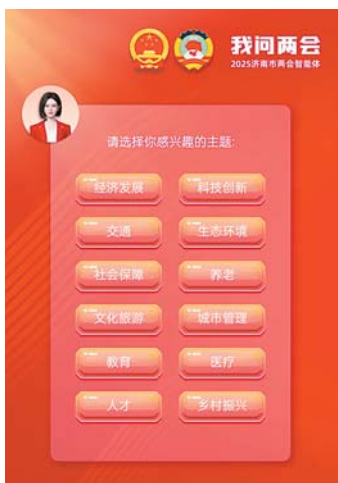 我问两会
2025济南市两会智能体
请选择你感兴趣的主题:
经济发展
科技创新
交通
生态环境
社会保障
养老
文化旅游
城市管理
教育
医疗
人才
乡村振兴